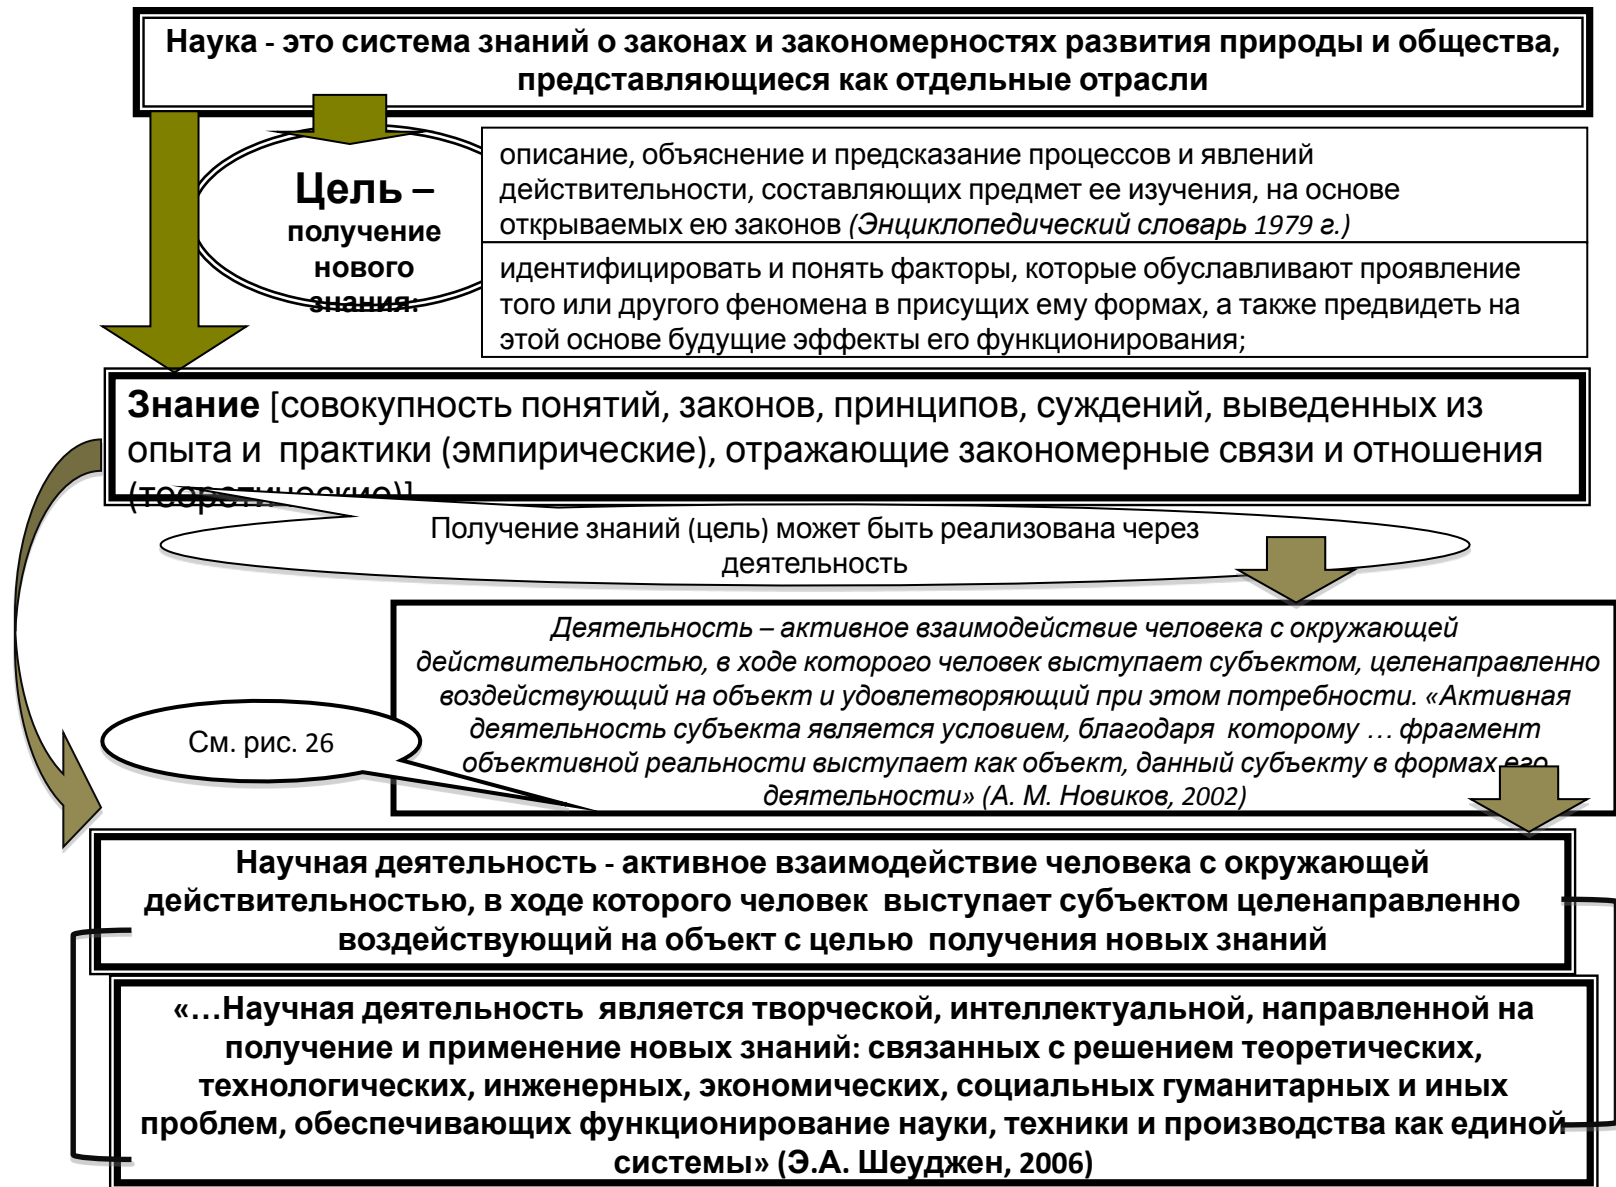 Наука - это система знаний о законах и закономерностях развития природы и общества,
представляющиеся как отдельные отрасли
Цель –
получение
нового
знания:
описание, объяснение и предсказание процессов и явлений
действительности, составляющих предмет ее изучения, на основе
открываемых ею законов (Энциклопедический словарь 1979 г.)
идентифицировать и понять факторы, которые обуславливают проявление
того или другого феномена в присущих ему формах, а также предвидеть на
этой основе будущие эффекты его функционирования;
Знание [совокупность понятий, законов, принципов, суждений, выведенных из
опыта и практики (эмпирические), отражающие закономерные связи и отношения
(теоретические)]
Получение знаний (цель) может быть реализована через
деятельность
Деятельность – активное взаимодействие человека с окружающей
действительностью, в ходе которого человек выступает субъектом, целенаправленно
воздействующий на объект и удовлетворяющий при этом потребности. «Активная
деятельность субъекта является условием, благодаря которому … фрагмент
объективной реальности выступает как объект, данный субъекту в формах его
деятельности» (А. М. Новиков, 2002)
См. рис. 26
Научная деятельность - активное взаимодействие человека с окружающей
действительностью, в ходе которого человек выступает субъектом целенаправленно
воздействующий на объект с целью получения новых знаний
«…Научная деятельность является творческой, интеллектуальной, направленной на
получение и применение новых знаний: связанных с решением теоретических,
технологических, инженерных, экономических, социальных гуманитарных и иных
проблем, обеспечивающих функционирование науки, техники и производства как единой
системы» (Э.А. Шеуджен, 2006)